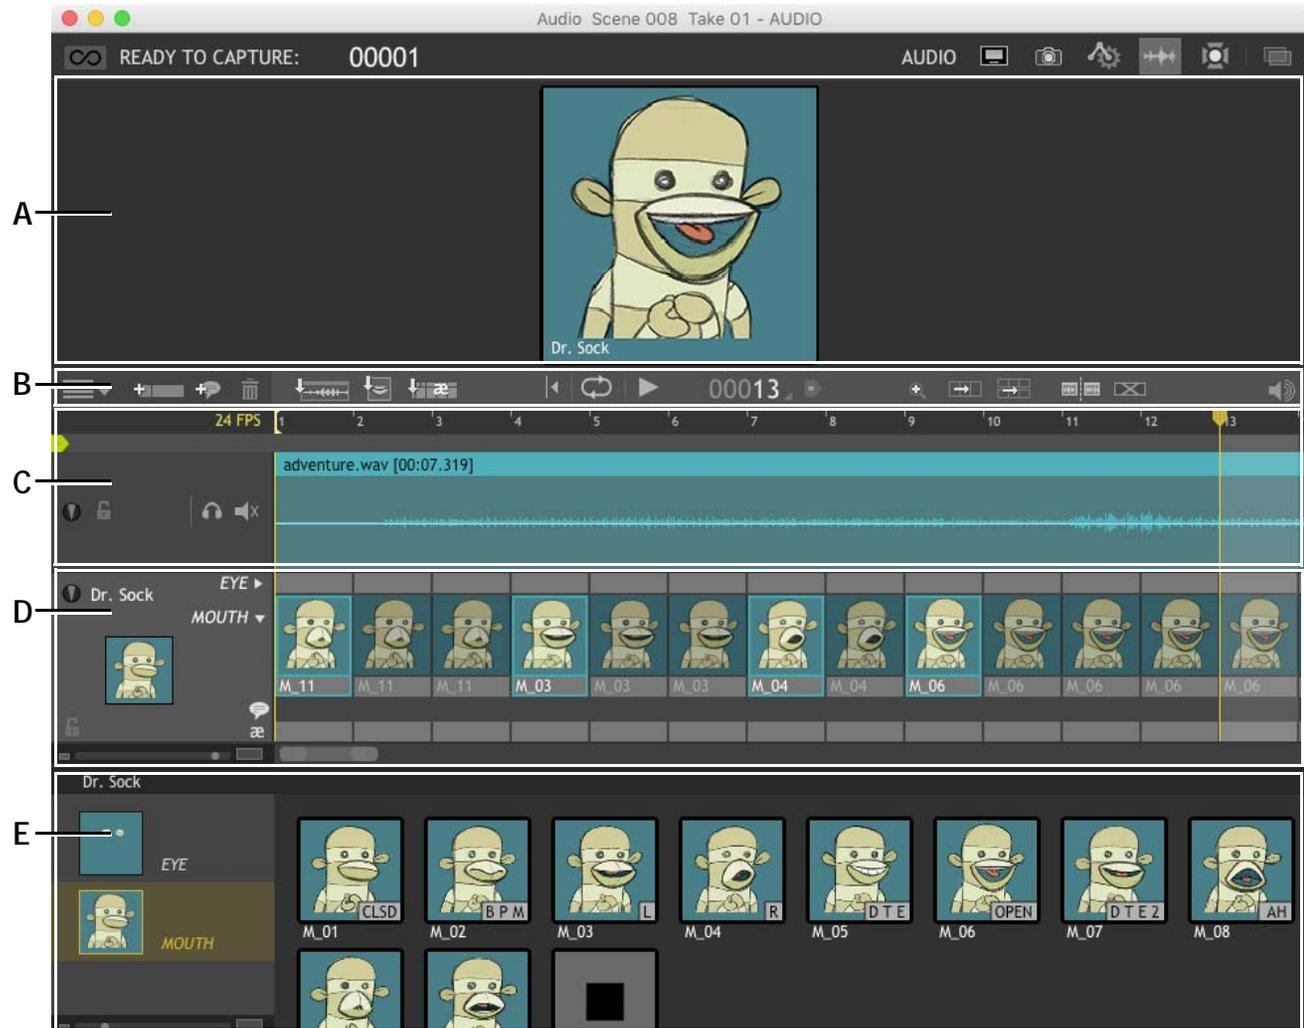 Audio Scene 008 Take 01 - AUDIO
READY TO CAPTURE: 00001 AUDIO
A
Dr. Sock
B
æ
00013
24 FPS 1 2 3 4 5 6 7 8 9 10 11 12 13
adventure.wav [00:07.319]
C
EYE
Dr. Sock
D
MOUTH
M_11 M_11 M_11 M_03 M_03 M_03 M_04 M_04 M_06 M_06 M_06 M_06 M_06
æ
Dr. Sock
E
EYE
MOUTH
CLSD B P M L R D T E OPEN D T E 2 AH
M_01 M_02 M_03 M_04 M_05 M_06 M_07 M_08